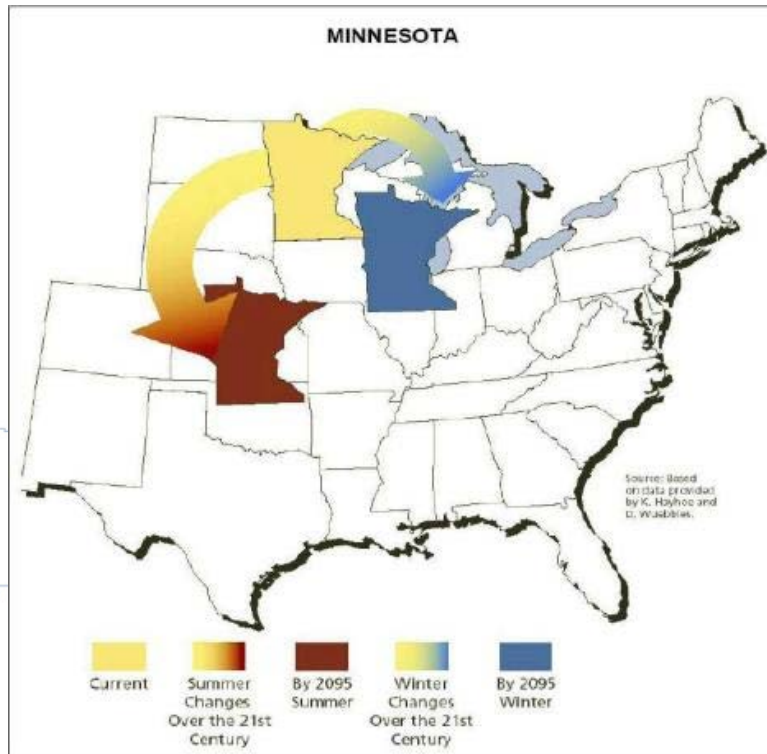 MINNESOTA
Source: Based
on data provided
by K. Hayhoe and
D. Wuebbles.
Current
Summer
Changes
Over the 21st
Century
By 2095
Summer
Winter
Changes
Over the 21st
Century
By 2095
Winter